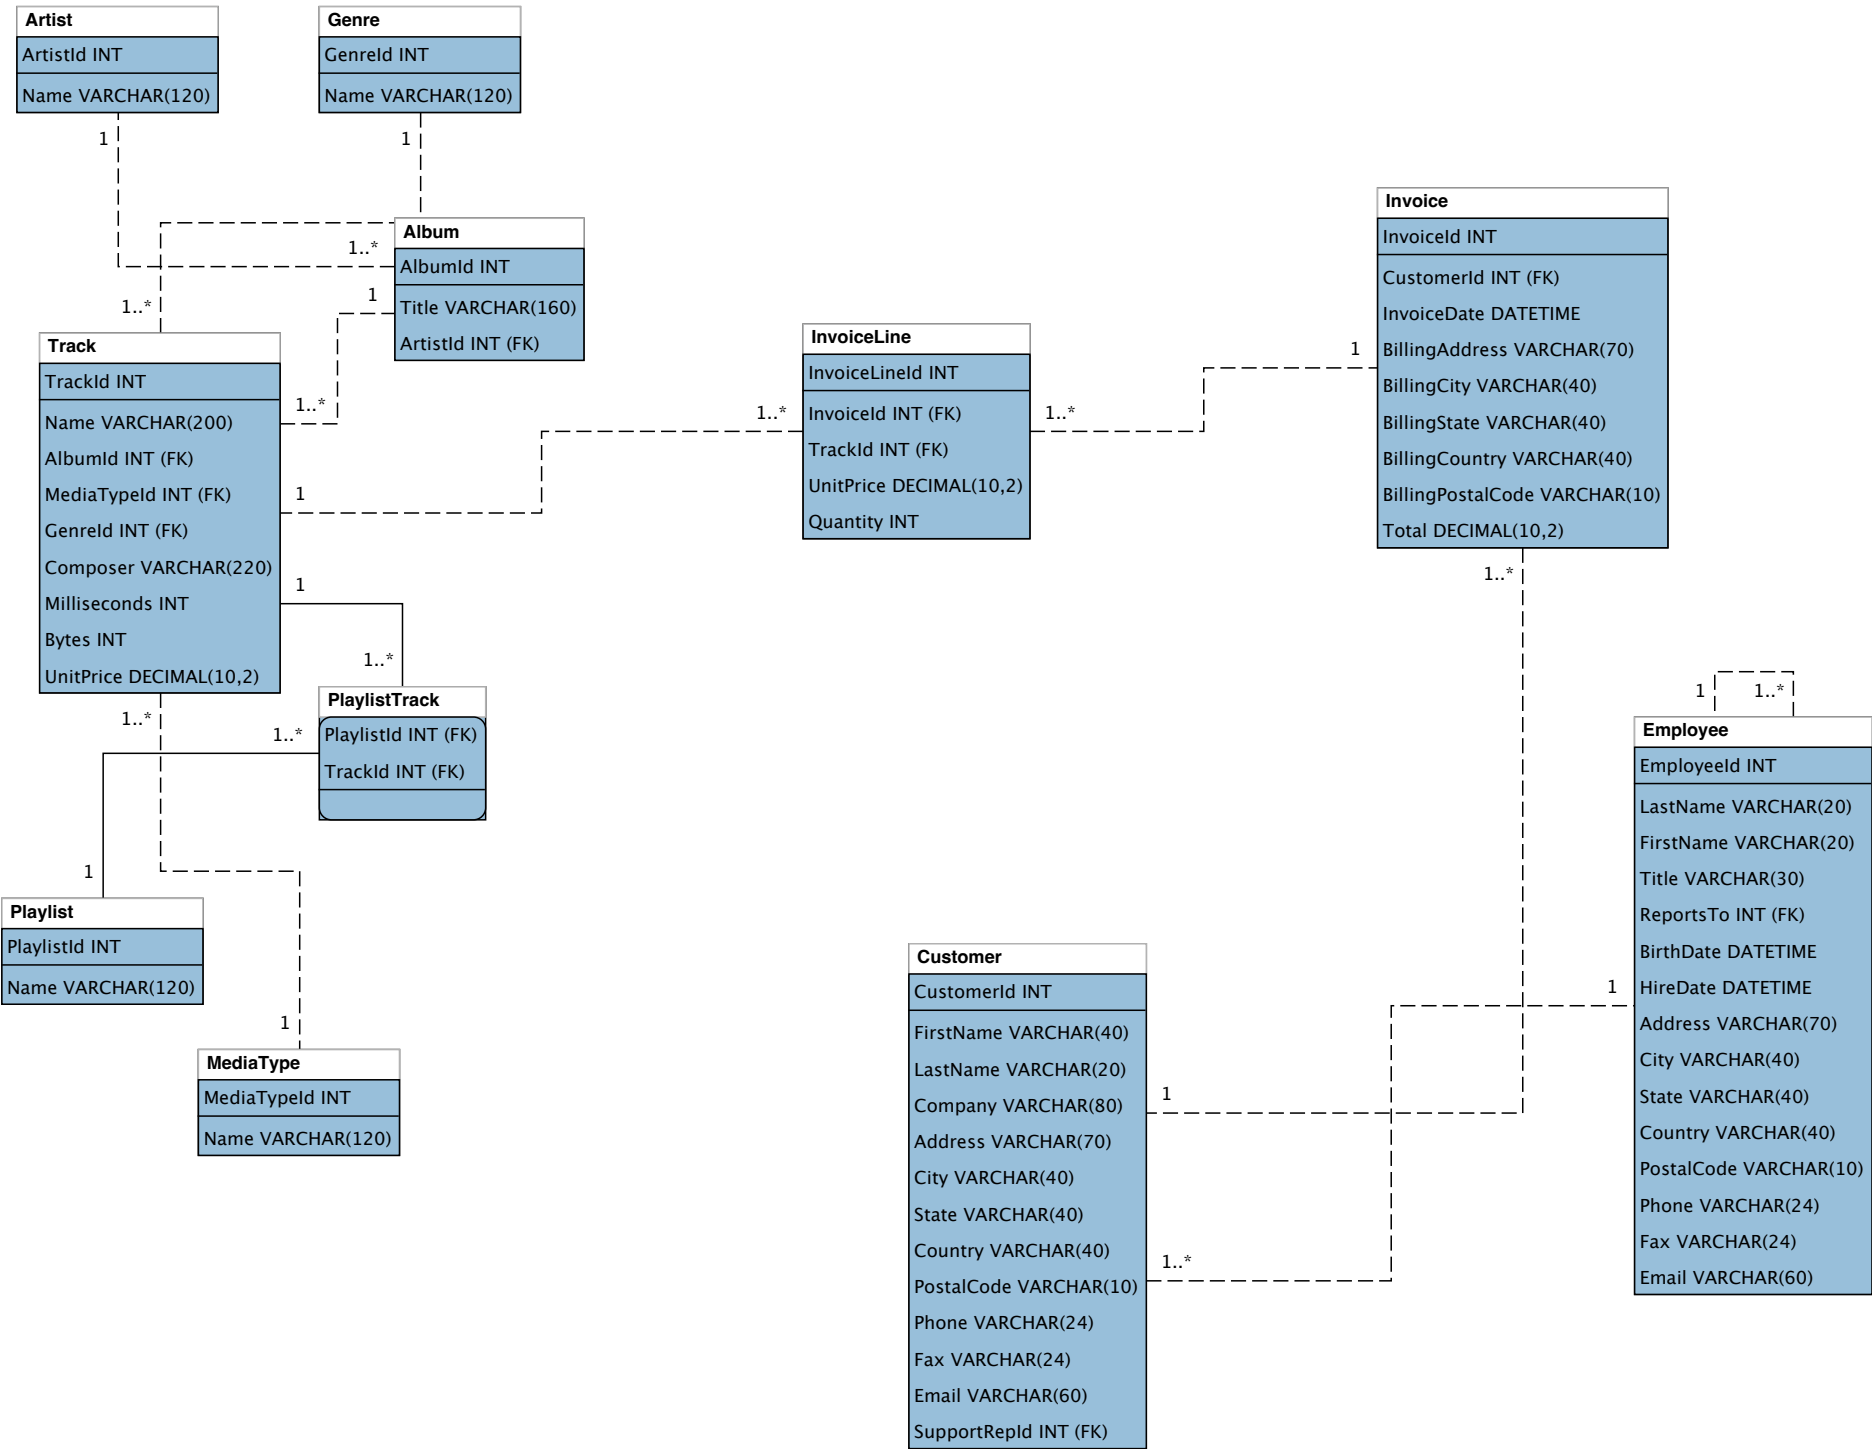 Artist
ArtistId INT
Name VARCHAR(120)
1
Genre
GenreId INT
Name VARCHAR(120)
1
Album
AlbumId INT
Title VARCHAR(160)
ArtistId INT (FK)
1..*
1
1..*
Track
TrackId INT
Name VARCHAR(200)
AlbumId INT (FK)
MediaTypeId INT (FK)
GenreId INT (FK)
Composer VARCHAR(220)
Milliseconds INT
Bytes INT
UnitPrice DECIMAL(10,2)
1..*
1
1
1..*
1..*
InvoiceLine
InvoiceLineId INT
InvoiceId INT (FK)
TrackId INT (FK)
UnitPrice DECIMAL(10,2)
Quantity INT
1..*
1..*
1
Invoice
InvoiceId INT
CustomerId INT (FK)
InvoiceDate DATETIME
BillingAddress VARCHAR(70)
BillingCity VARCHAR(40)
BillingState VARCHAR(40)
BillingCountry VARCHAR(40)
BillingPostalCode VARCHAR(10)
Total DECIMAL(10,2)
1..*
PlaylistTrack
PlaylistId INT (FK)
TrackId INT (FK)
1..*
1
Playlist
PlaylistId INT
Name VARCHAR(120)
1
MediaType
MediaTypeId INT
Name VARCHAR(120)
1
1..*
Employee
EmployeeId INT
LastName VARCHAR(20)
FirstName VARCHAR(20)
Title VARCHAR(30)
ReportsTo INT (FK)
BirthDate DATETIME
HireDate DATETIME
Address VARCHAR(70)
City VARCHAR(40)
State VARCHAR(40)
Country VARCHAR(40)
PostalCode VARCHAR(10)
Phone VARCHAR(24)
Fax VARCHAR(24)
Email VARCHAR(60)
1
Customer
CustomerId INT
FirstName VARCHAR(40)
LastName VARCHAR(20)
Company VARCHAR(80)
Address VARCHAR(70)
City VARCHAR(40)
State VARCHAR(40)
Country VARCHAR(40)
PostalCode VARCHAR(10)
Phone VARCHAR(24)
Fax VARCHAR(24)
Email VARCHAR(60)
SupportRepId INT (FK)
1
1..*